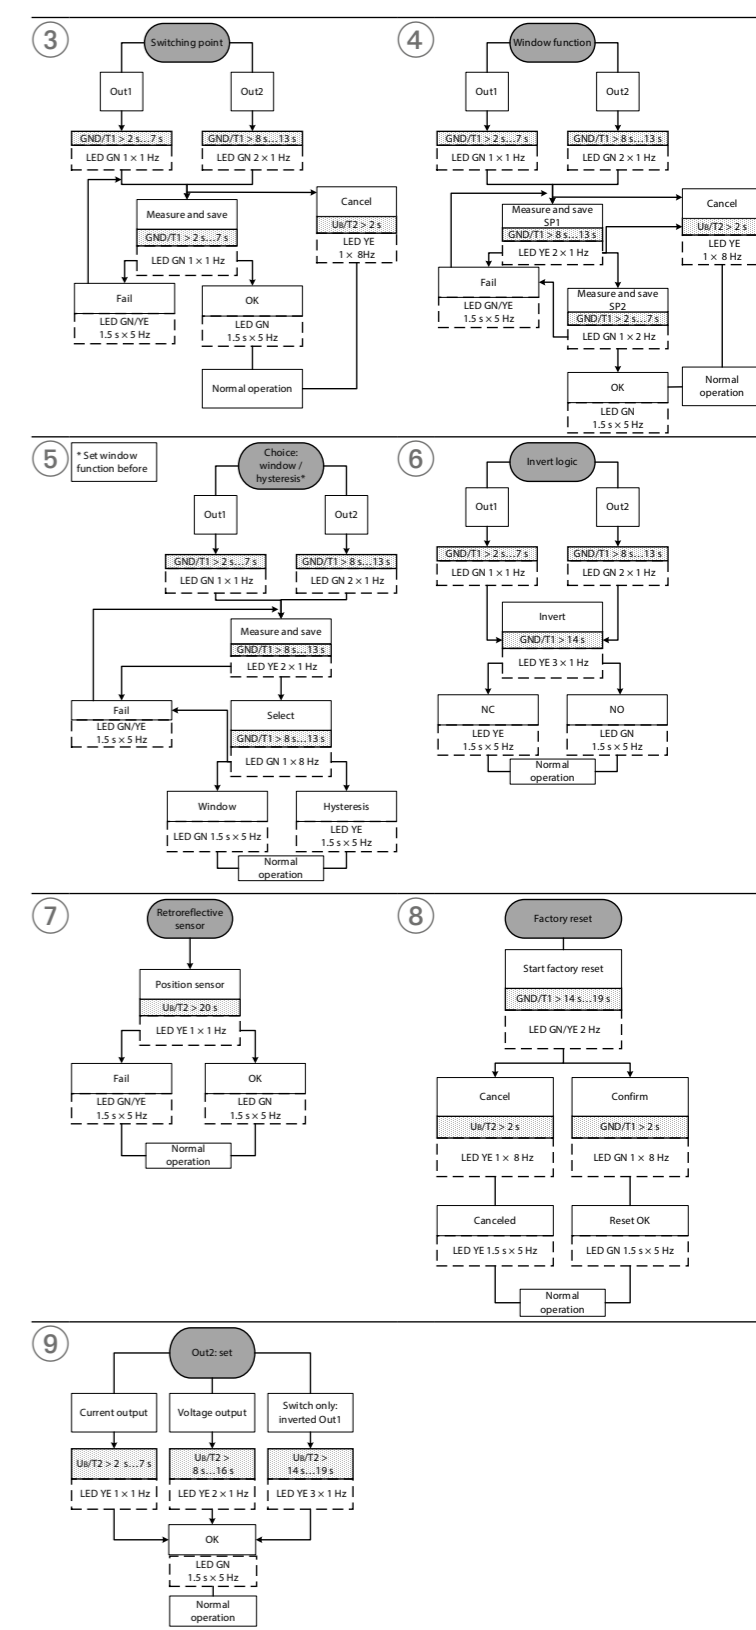 3
Switching point
Out1
Out2
GND/T1 > 2 s...7 s
GND/T1 > 8 s...13 s
LED GN 1 × 1 Hz
LED GN 2 × 1 Hz
Measure and save
GND/T1 > 2 s...7 s
LED GN 1 × 1 Hz
Cancel
UB/T2 > 2 s
LED YE
1 × 8Hz
Fail
LED GN/YE
1.5 s × 5 Hz
OK
LED GN
1.5 s × 5 Hz
Normal operation
4
Window function
Out1
Out2
GND/T1 > 2 s...7 s
GND/T1 > 8 s...13 s
LED GN 1 × 1 Hz
LED GN 2 × 1 Hz
Measure and save
SP1
GND/T1 > 8 s...13 s
LED YE 2 × 1 Hz
Cancel
UB/T2 > 2 s
LED YE
1 × 8 Hz
Fail
LED GN/YE
1.5 s × 5 Hz
Measure and save
SP2
GND/T1 > 2 s...7 s
LED GN 1 × 2 Hz
OK
LED GN
1.5 s × 5 Hz
Normal
operation
5
* Set window
function before
Choice:
window /
hysteresis*
Out1
Out2
GND/T1 > 2 s...7 s
GND/T1 > 8 s...13 s
LED GN 1 × 1 Hz
LED GN 2 × 1 Hz
Measure and save
GND/T1 > 8 s...13 s
LED YE 2 × 1 Hz
Fail
LED GN/YE
1.5 s × 5 Hz
Select
GND/T1 > 8 s...13 s
LED GN 1 × 8 Hz
Window
LED GN 1.5 s × 5 Hz
Hysteresis
LED YE
1.5 s × 5 Hz
Normal
operation
6
Invert logic
Out1
Out2
GND/T1 > 2 s...7 s
GND/T1 > 8 s...13 s
LED GN 1 × 1 Hz
LED GN 2 × 1 Hz
Invert
GND/T1 > 14 s
LED YE 3 × 1 Hz
NC
LED YE
1.5 s × 5 Hz
NO
LED GN
1.5 s × 5 Hz
Normal
operation
7
Retroreflective
sensor
Position sensor
UB/T2 > 20 s
LED YE 1 × 1 Hz
Fail
LED GN/YE
1.5 s × 5 Hz
OK
LED GN
1.5 s × 5 Hz
Normal
operation
8
Factory reset
Start factory reset
GND/T1 > 14 s...19 s
LED GN/YE 2 Hz
Cancel
UB/T2 > 2 s
LED YE 1 × 8 Hz
Confirm
GND/T1 > 2 s
LED GN 1 × 8 Hz
Canceled
LED YE 1.5 s × 5 Hz
Reset OK
LED GN 1.5 s × 5 Hz
Normal
operation
9
Out2: set
Current output
Voltage output
Switch only:
inverted Out1
UB/T2 > 2 s...7 s
UB/T2 >
8 s...16 s
UB/T2 >
14 s...19 s
LED YE 1 × 1 Hz
LED YE 2 × 1 Hz
LED YE 3 × 1 Hz
OK
LED GN
1.5 s × 5 Hz
Normal
operation